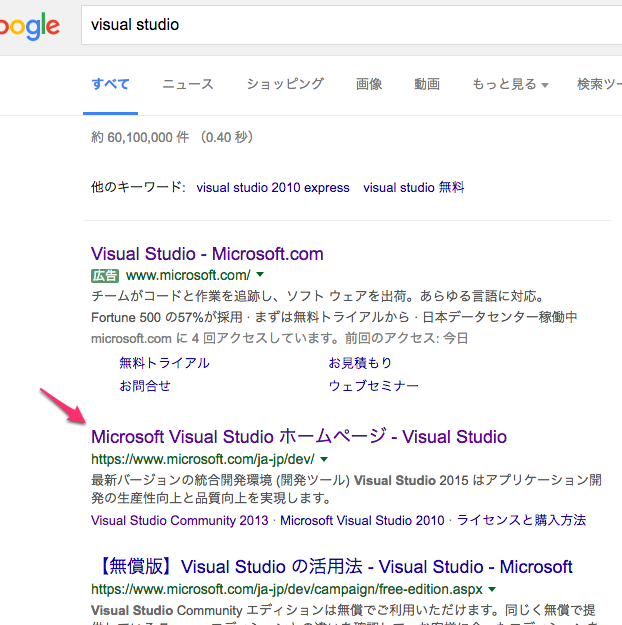 oogle visual studio
すべて ニュース ショッピング 画像 動画 もっと見る 検索ツー
約 60,100,000 件 （0.40 秒）
他のキーワード: visual studio 2010 express visual studio 無料
Visual Studio - Microsoft.com
広告 www.microsoft.com/
チームがコードと作業を追跡し、ソフト ウェアを出荷。あらゆる言語に対応。
Fortune 500 の57%が採用 · まずは無料トライアルから · 日本データセンター稼働中
microsoft.com に 4 回アクセスしています。前回のアクセス: 今日
無料トライアル お見積もり
お問合せ ウェブセミナー
Microsoft Visual Studio ホームページ - Visual Studio
https://www.microsoft.com/ja-jp/dev/
最新バージョンの統合開発環境 (開発ツール) Visual Studio 2015 はアプリケーション開
発の生産性向上と品質向上を実現します。
Visual Studio Community 2013 · Microsoft Visual Studio 2010 · ライセンスと購入方法
【無償版】Visual Studio の活用法 - Visual Studio - Microsoft
https://www.microsoft.com/ja-jp/dev/campaign/free-edition.aspx
Visual Studio Community エディションは無償でご利用いただけます。同じく無償で提